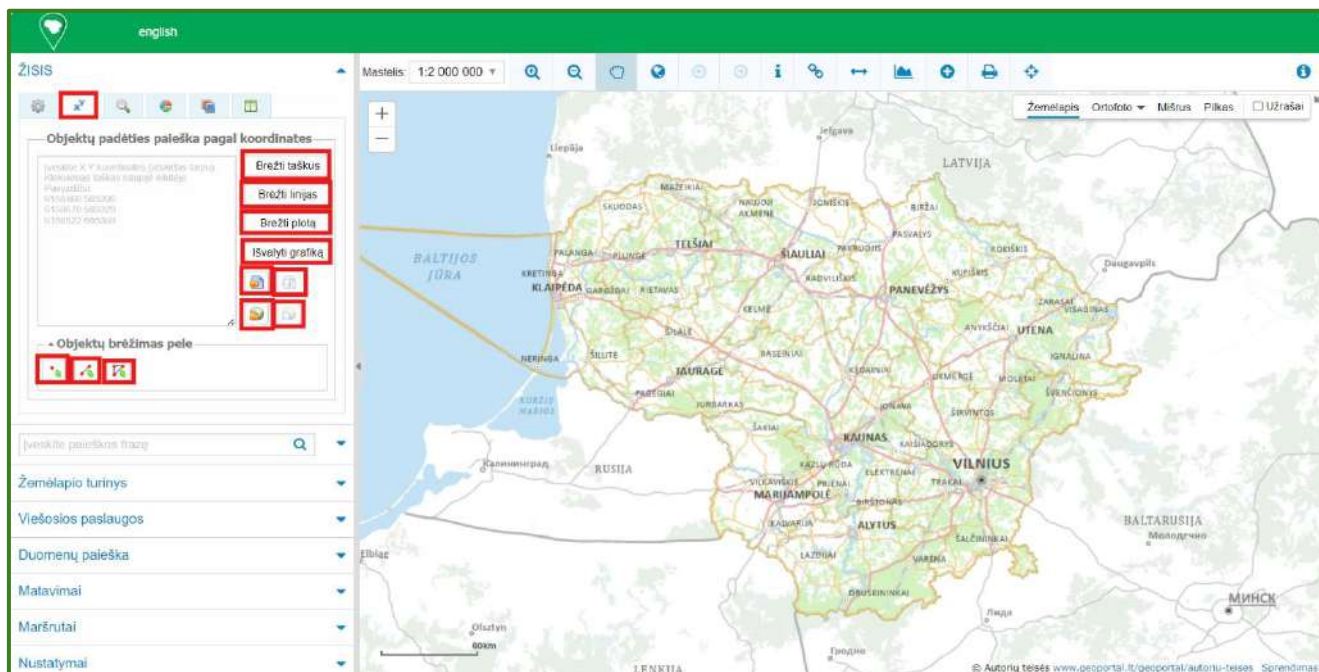 english
ŽISIS
Objektų padėties paieška pagal koordinates
Brėžti taškus
Brėžti linijas
Brėžti plotą
Išvalyti grafiką
Objektų brėžimas pele
Įveskite paieškos frazę
Žemėlapio turinys
Viešosios paslaugos
Duomenų paieška
Matavimai
Maršrutai
Nustatymai
Mastelis: 1:2 000 000
Žemėlapis Ortofoto Mišrus Pilkas Užrašai
Jelgava
Liepāja
LATVIJA
MAŽEIKIAI
SKUODAS
NAUJOJI AKMENĖ
JONIŠKIS
BIRŽAI
PASVALYS
ROKIŠKIS
PALANGA
PLUNGĖ
TELŠIAI
ŠIAULIAI
PAKRUOJIS
KUPIŠKIS
Daugavpils
BALTIJOS
JŪRA
KRETINGA
KLAIPĖDA
GARGŽDAI
RIETAVAS
RADVILIŠKIS
PANEVĖŽYS
ZARASAI
VISAGINAS
KELMĖ
ANYKŠČIAI
UTENA
ŠILALĖ
NERINGA
ŠILUTĖ
RASEINIAI
IGNALINA
TAURAGĖ
KĖDAINIAI
UKMERGĖ
MOLĖTAI
ŠVENČIONYS
PAGĖGIAI
JURBARKAS
KURŠIŲ
MARIOS
JONAVA
ŠIRVINTOS
ŠAKIAI
KAUNAS
KAIŠIADORYS
Калининград
RUSIJA
KAZLŲ RŪDA
ELEKTRĖNAI
VILNIUS
VILKAVIŠKIS
PRIENAI
TRAKAI
MARIJAMPOLĖ
BIRŠTONAS
KALVARIJA
ALYTUS
BALTARUSIJA
Молодечно
ŠALČININKAI
Elbląg
LAZDIJAI
VARĖNA
DRUSKININKAI
МИНСК
Лида
Olsztyn
60km
Гродно
LENKIJA
© Autorių teisės www.geoportal.lt/geoportal/autoriu-teises Sprendimas